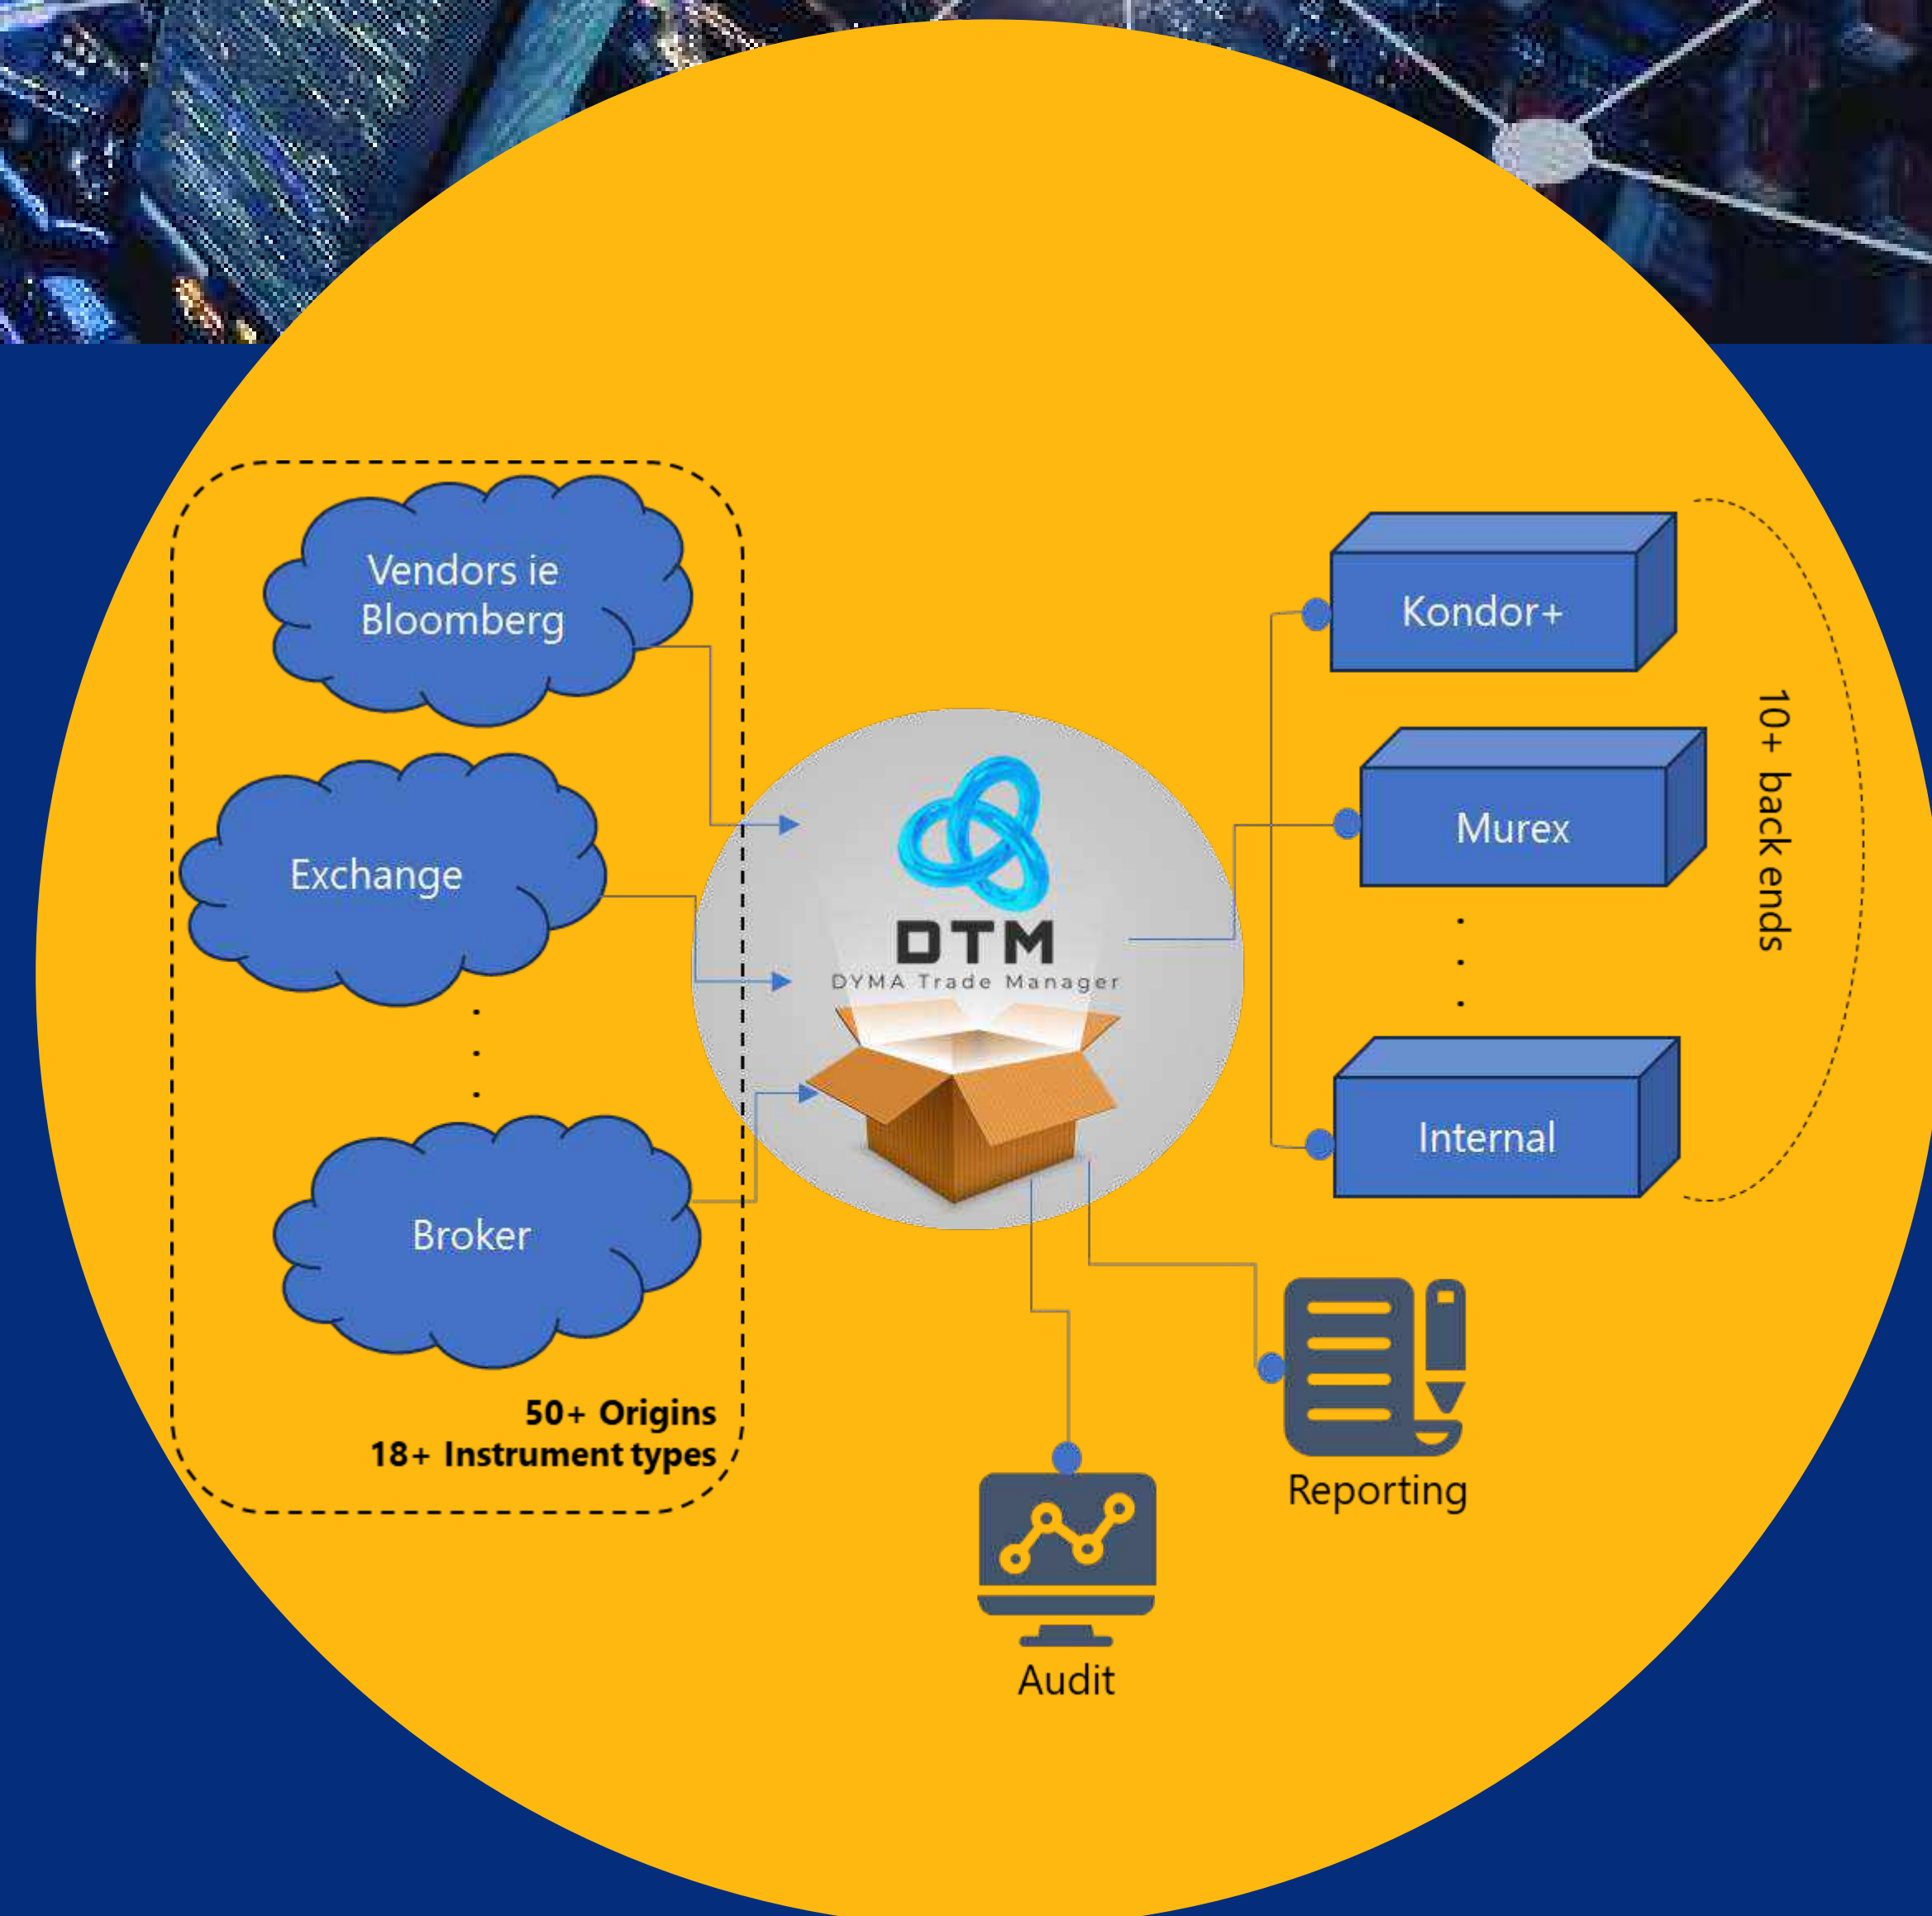 Vendors ie
Bloomberg
Exchange
Broker
50+ Origins
18+ Instrument types
DTM
DYMA Trade Manager
Kondor+
Murex
Internal
10+ back ends
Reporting
Audit